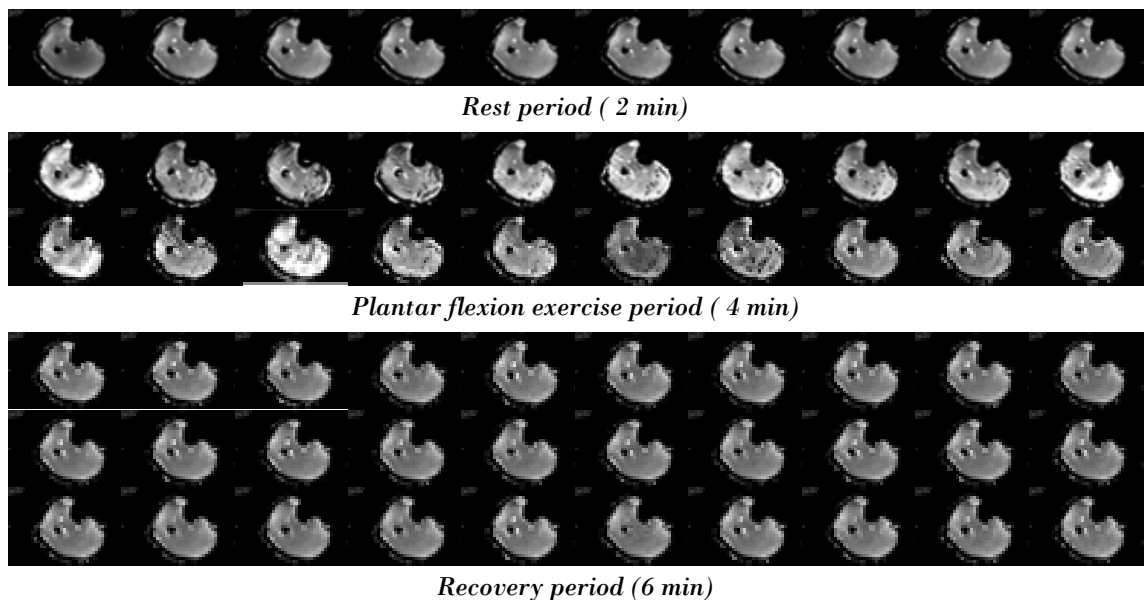 Rest period ( 2 min)
Plantar flexion exercise period ( 4 min)
Recovery period (6 min)